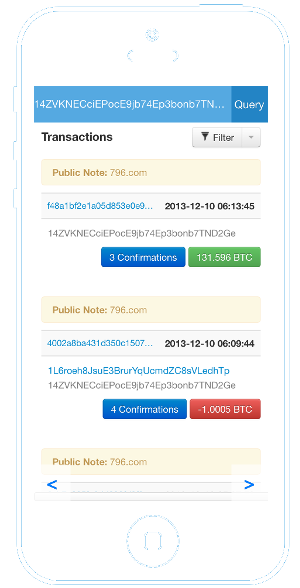 14ZVKNECciEPocE9jb74Ep3bonb7TND... Query
Transactions
Filter
Public Note: 796.com
f48a1bf2e1a05d853e0e9... 2013-12-10 06:13:45
14ZVKNECciEPocE9jb74Ep3bonb7TND2Ge
3 Confirmations 131.596 BTC
Public Note: 796.com
4002a8ba431d350c1507... 2013-12-10 06:09:44
1L6roeh8JsuE3BrurYqUcmdZC8sVLedhTp
14ZVKNECciEPocE9jb74Ep3bonb7TND2Ge
4 Confirmations -1.0005 BTC
Public Note: 796.com
< >